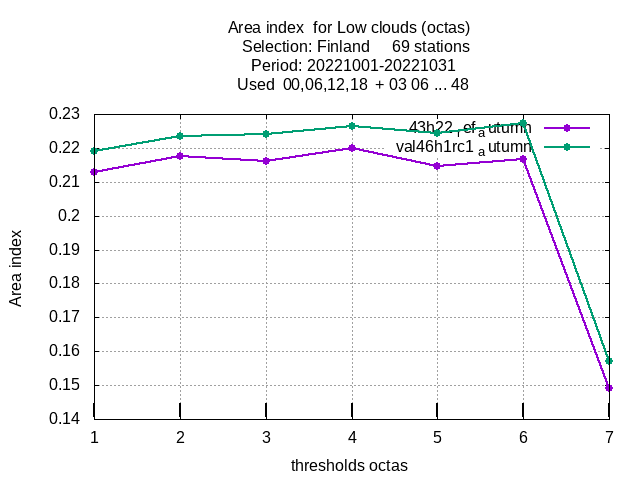 Area index  for Low clouds (octas)
Selection: Finland     69 stations
Period: 20221001-20221031
Used  00,06,12,18  + 03 06 ... 48
0.23
0.22
0.21
0.2
0.19
0.18
0.17
0.16
0.15
0.14
Area index
43h22_ref_autumn
val46h1rc1_autumn
1 2 3 4 5 6 7
thresholds octas